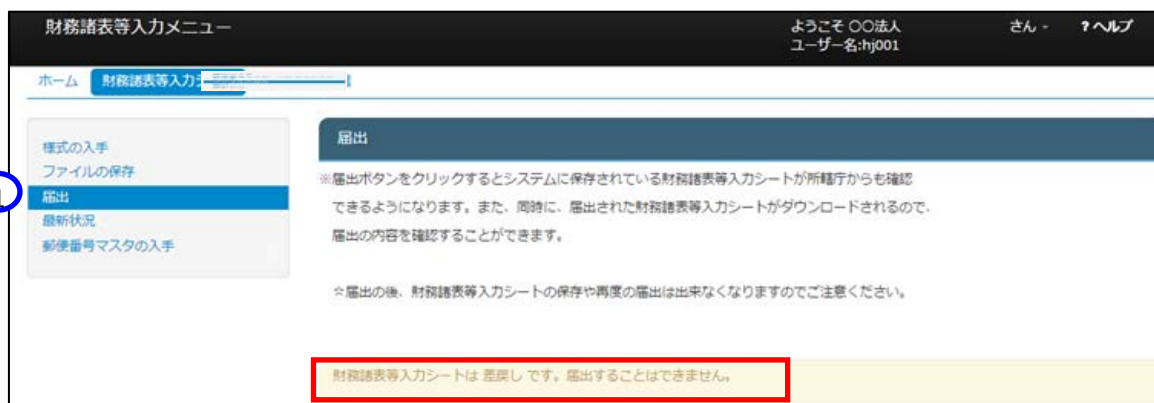 財務諸表等入力メニュー
ようこそ 〇〇法人 さん
ユーザー名:hj001
?ヘルプ
ホーム 財務諸表等入力
様式の入手
ファイルの保存
届出
最新状況
郵便番号マスタの入手
届出
※届出ボタンをクリックするとシステムに保存されている財務諸表等入力シートが所轄庁からも確認
できるようになります。また、同時に、届出された財務諸表等入力シートがダウンロードされるので、
届出の内容を確認することができます。
☆届出の後、財務諸表等入力シートの保存や再度の届出は出来なくなりますのでご注意ください。
財務諸表等入力シートは 差戻し です。届出することはできません。